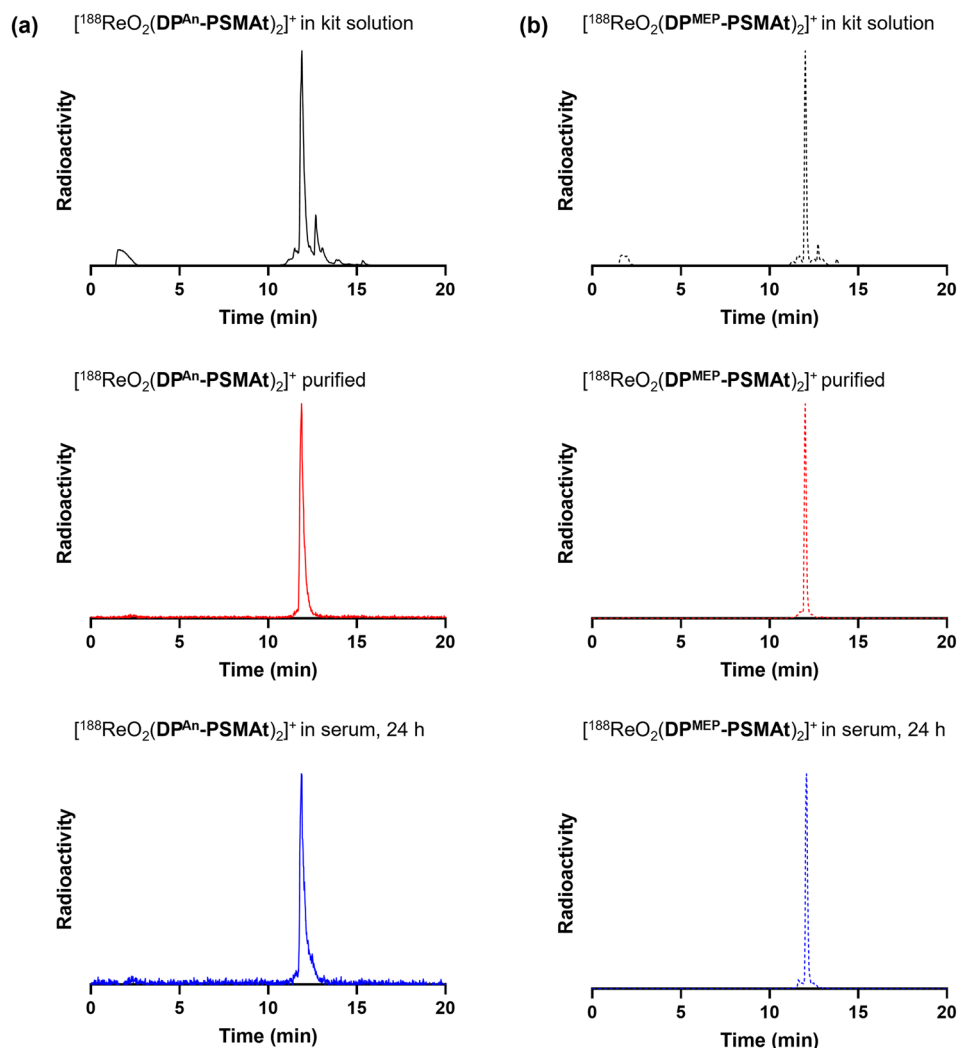 (a) [¹⁸⁸ReO₂(DPᴬⁿ-PSMAt)₂]⁺ in kit solution
Radioactivity
0 5 10 15 20
Time (min)
[¹⁸⁸ReO₂(DPᴬⁿ-PSMAt)₂]⁺ purified
Radioactivity
0 5 10 15 20
Time (min)
[¹⁸⁸ReO₂(DPᴬⁿ-PSMAt)₂]⁺ in serum, 24 h
Radioactivity
0 5 10 15 20
Time (min)
(b) [¹⁸⁸ReO₂(DPᴹᴱᴾ-PSMAt)₂]⁺ in kit solution
Radioactivity
0 5 10 15 20
Time (min)
[¹⁸⁸ReO₂(DPᴹᴱᴾ-PSMAt)₂]⁺ purified
Radioactivity
0 5 10 15 20
Time (min)
[¹⁸⁸ReO₂(DPᴹᴱᴾ-PSMAt)₂]⁺ in serum, 24 h
Radioactivity
0 5 10 15 20
Time (min)